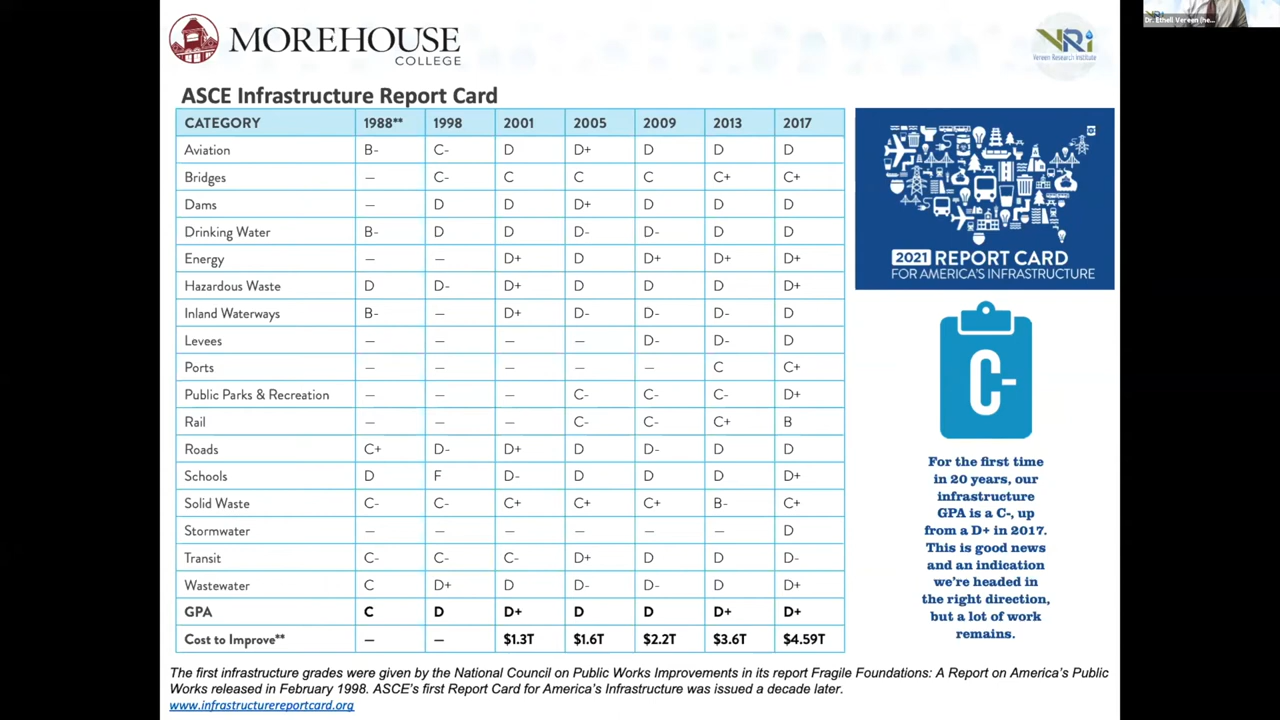 MOREHOUSE
COLLEGE
VRi
Vereen Research Institute
ASCE Infrastructure Report Card
CATEGORY 1988** 1998 2001 2005 2009 2013 2017
Aviation B- C- D D+ D D D
Bridges — C- C C C C+ C+
Dams — D D D+ D D D
Drinking Water B- D D D- D- D D
Energy — — D+ D D+ D+ D+
Hazardous Waste D D- D+ D D D D+
Inland Waterways B- — D+ D- D- D- D
Levees — — — — D- D- D
Ports — — — — — C C+
Public Parks & Recreation — — — C- C- C- D+
Rail — — — C- C- C+ B
Roads C+ D- D+ D D- D D
Schools D F D- D D D D+
Solid Waste C- C- C+ C+ C+ B- C+
Stormwater — — — — — — D
Transit C- C- C- D+ D D D-
Wastewater C D+ D D- D- D D+
GPA C D D+ D D D+ D+
Cost to Improve** — — $1.3T $1.6T $2.2T $3.6T $4.59T
2021 REPORT CARD
FOR AMERICA'S INFRASTRUCTURE
C-
For the first time
in 20 years, our
infrastructure
GPA is a C-, up
from a D+ in 2017.
This is good news
and an indication
we're headed in
the right direction,
but a lot of work
remains.
The first infrastructure grades were given by the National Council on Public Works Improvements in its report Fragile Foundations: A Report on America's Public
Works released in February 1998. ASCE's first Report Card for America's Infrastructure was issued a decade later.
www.infrastructurereportcard.org